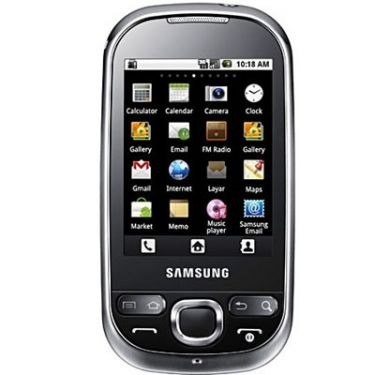 10:18 AM
Calculator Calendar Camera Clock
Gallery Email FM Radio Gallery
Gmail Internet Layar Maps
Market Memo Music player Samsung Email
SAMSUNG